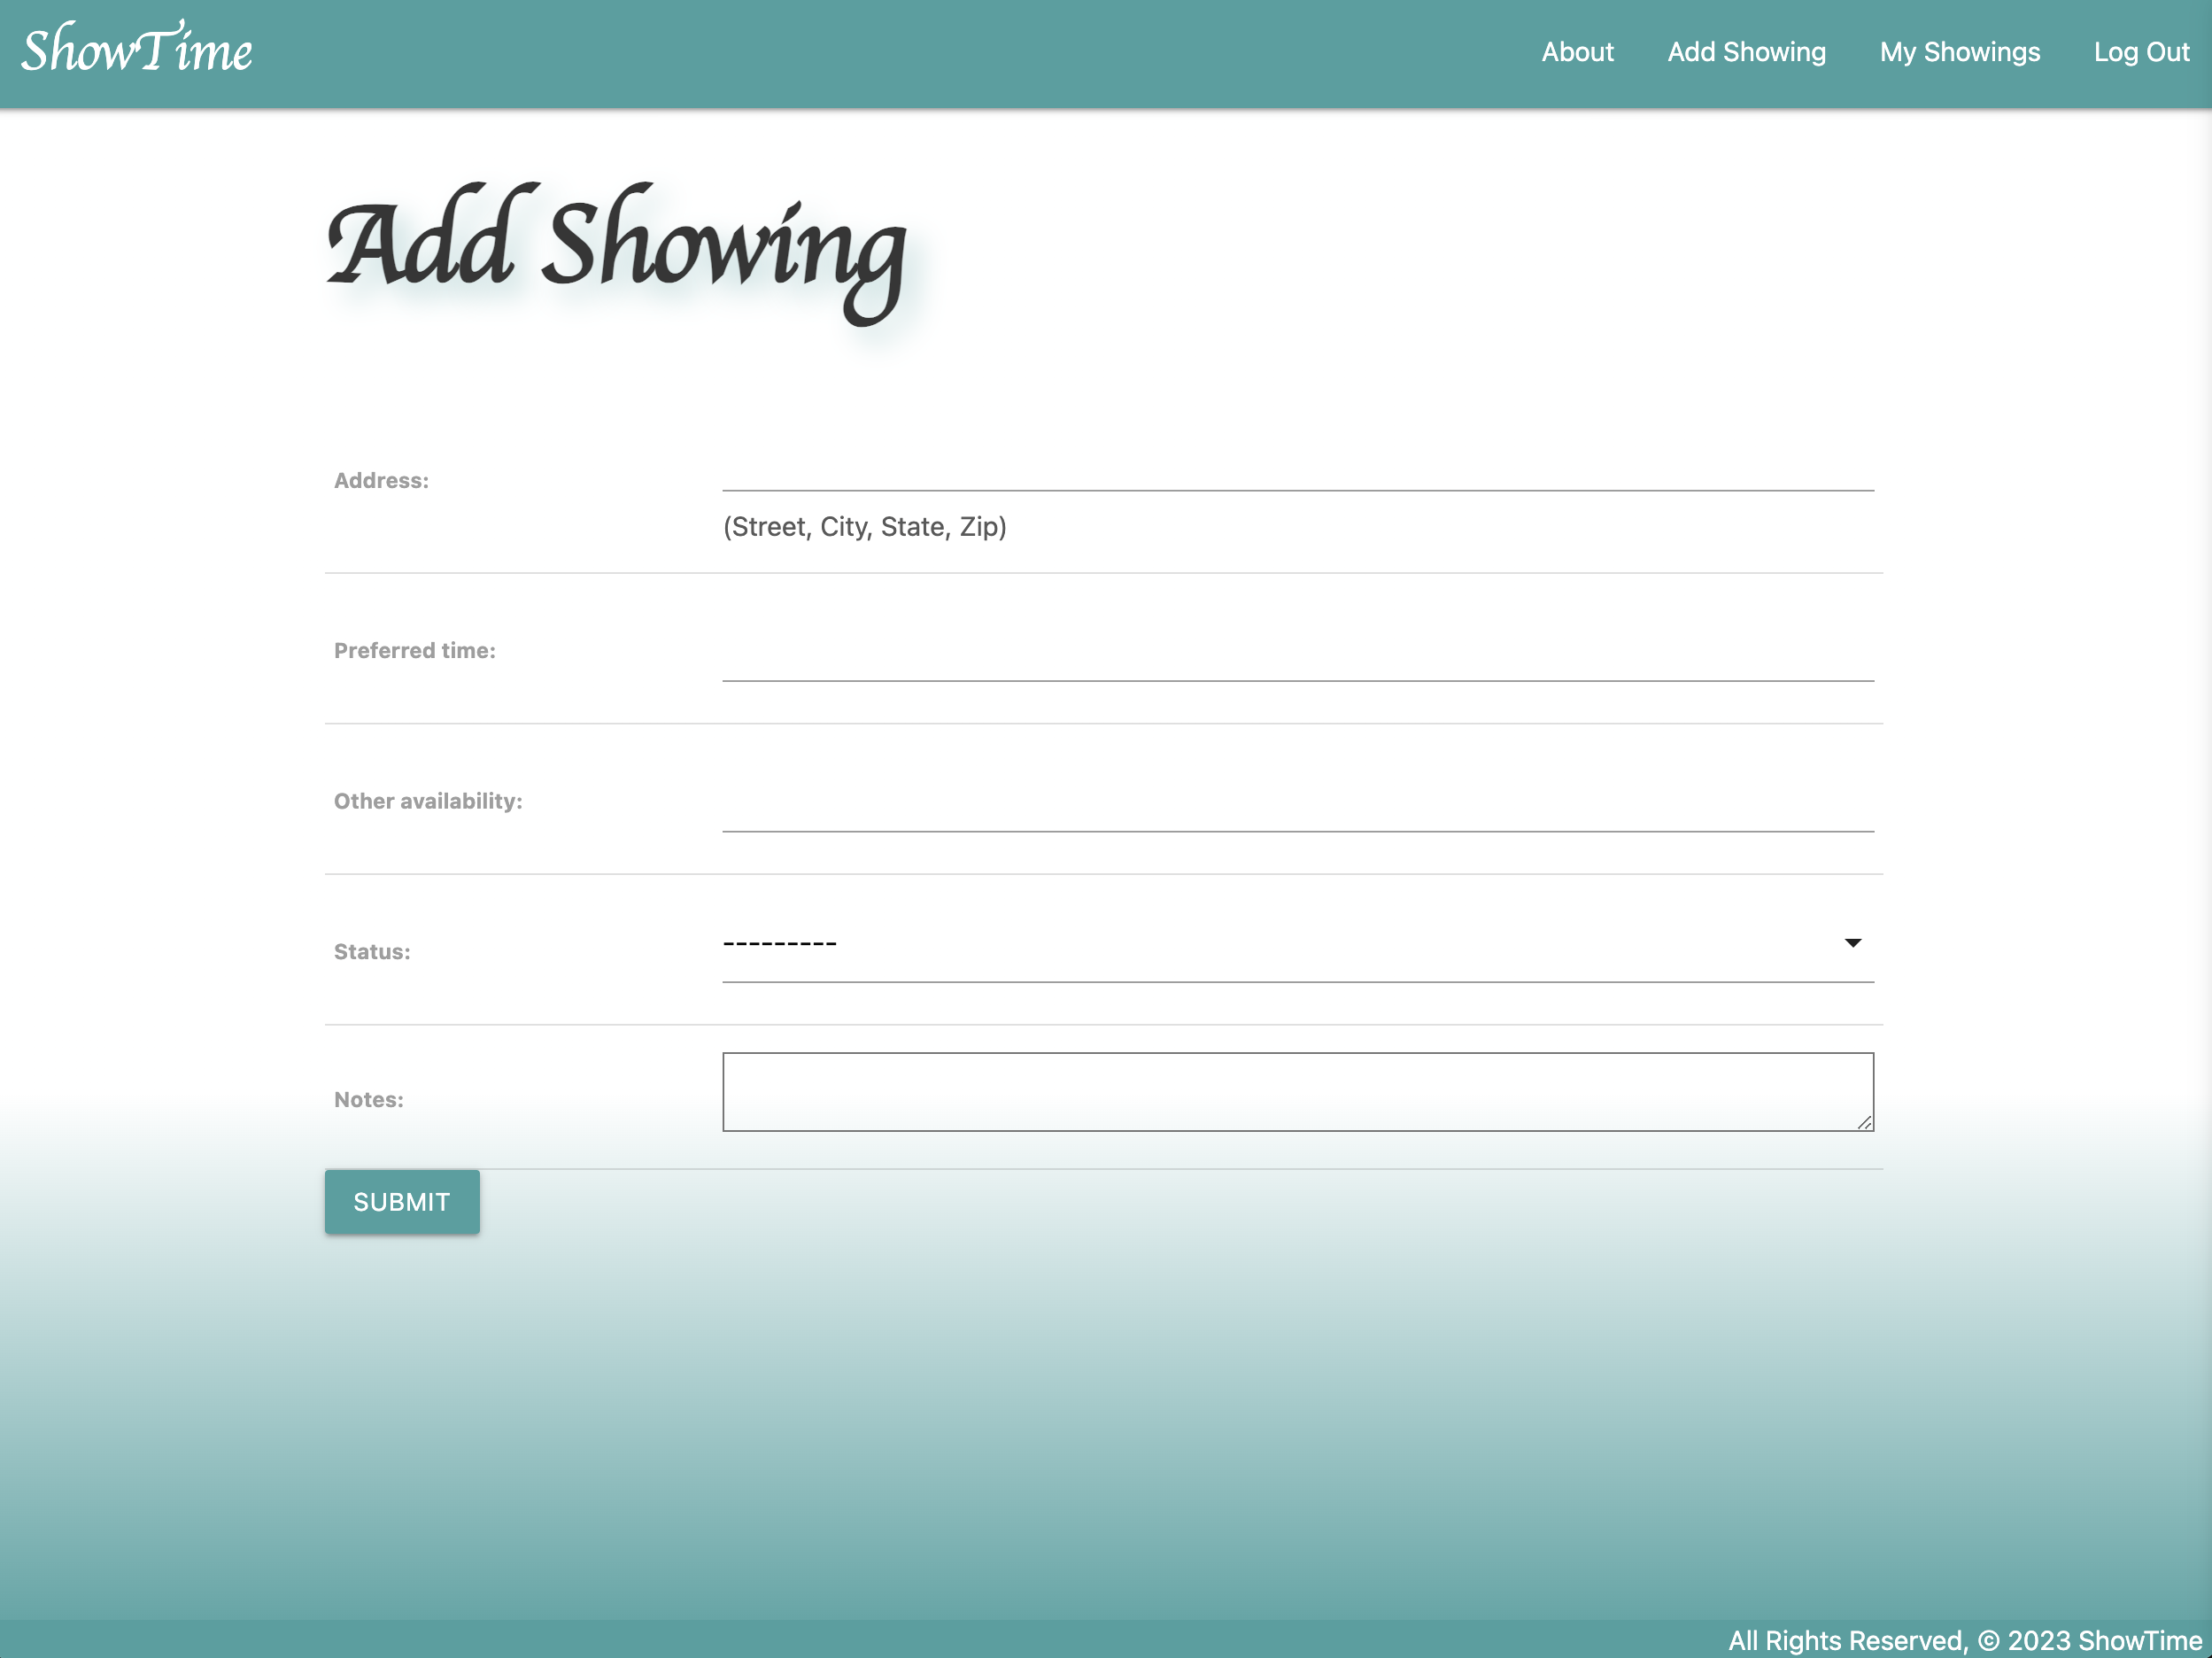 ShowTime
About Add Showing My Showings Log Out
Add Showing
Address:
(Street, City, State, Zip)
Preferred time:
Other availability:
Status: ---------
Notes:
SUBMIT
All Rights Reserved, © 2023 ShowTime